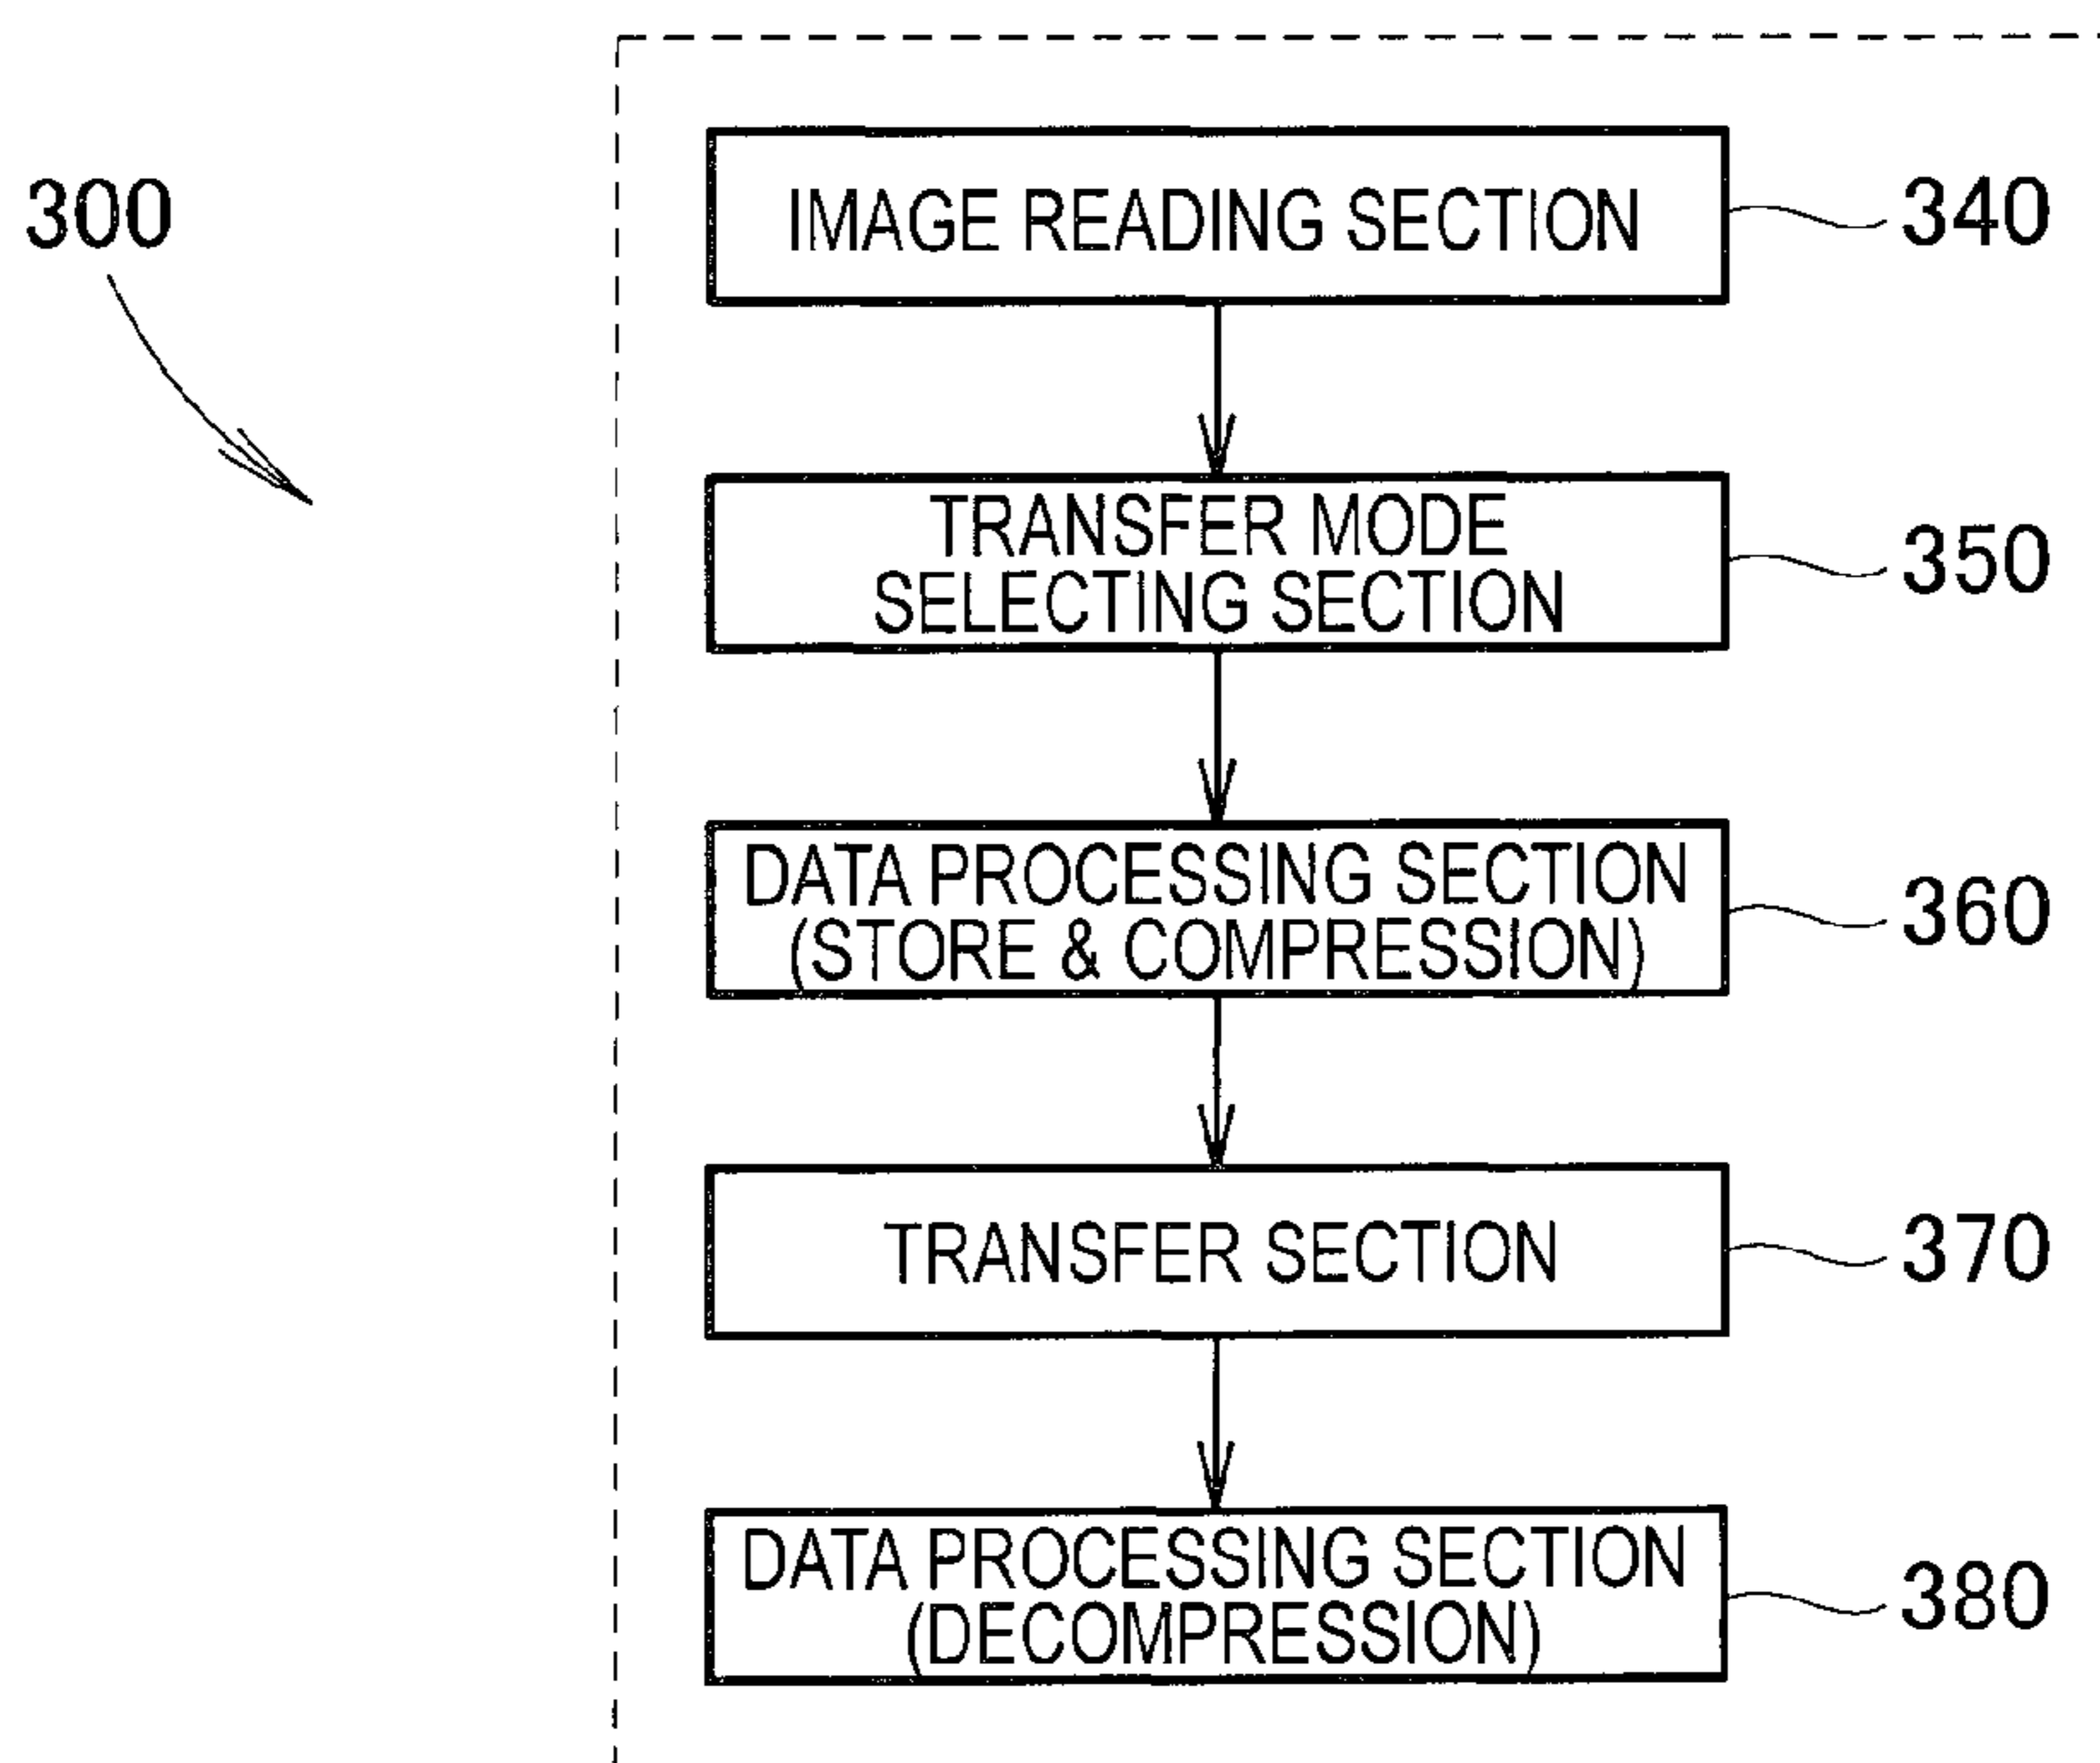 300
IMAGE READING SECTION
340
TRANSFER MODE
SELECTING SECTION
350
DATA PROCESSING SECTION
(STORE & COMPRESSION)
360
TRANSFER SECTION
370
DATA PROCESSING SECTION
(DECOMPRESSION)
380